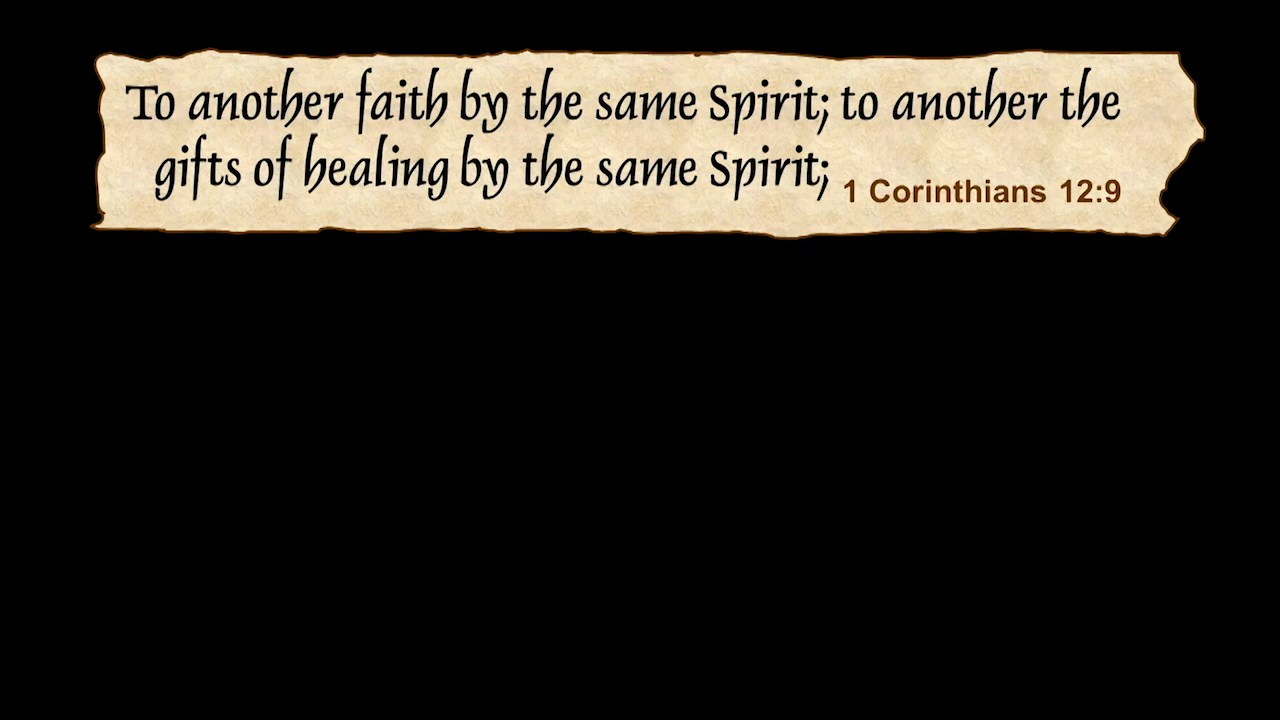 To another faith by the same Spirit; to another the
gifts of healing by the same Spirit; 1 Corinthians 12:9